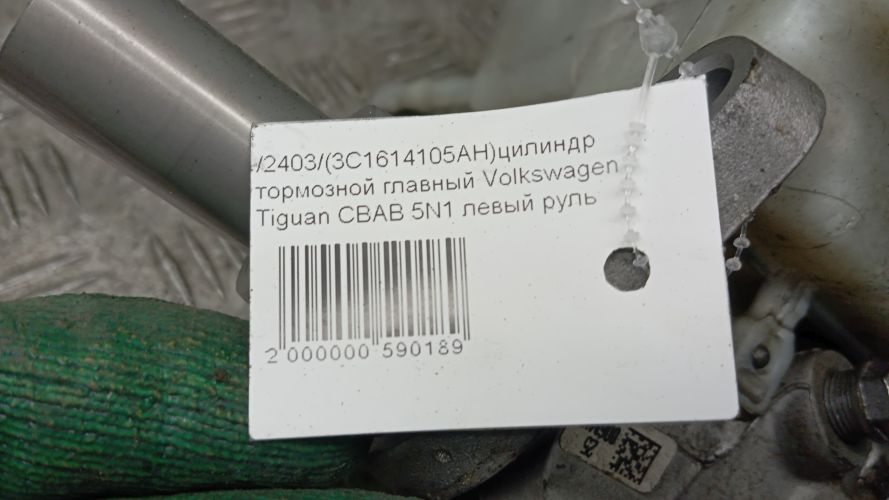 /2403/(3C1614105AH)цилиндр
тормозной главный Volkswagen
Tiguan CBAB 5N1 левый руль
2 000000 590189